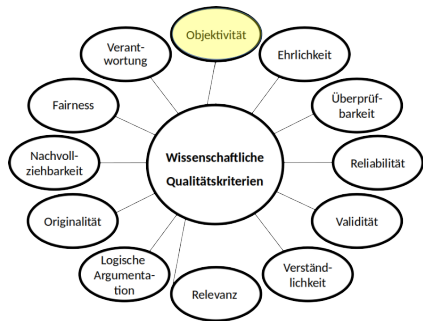 Objektivität
Ehrlichkeit
Überprüf-
barkeit
Reliabilität
Validität
Verständ-
lichkeit
Relevanz
Logische
Argumenta-
tion
Originalität
Nachvoll-
ziehbarkeit
Fairness
Verant-
wortung
Wissenschaftliche
Qualitätskriterien